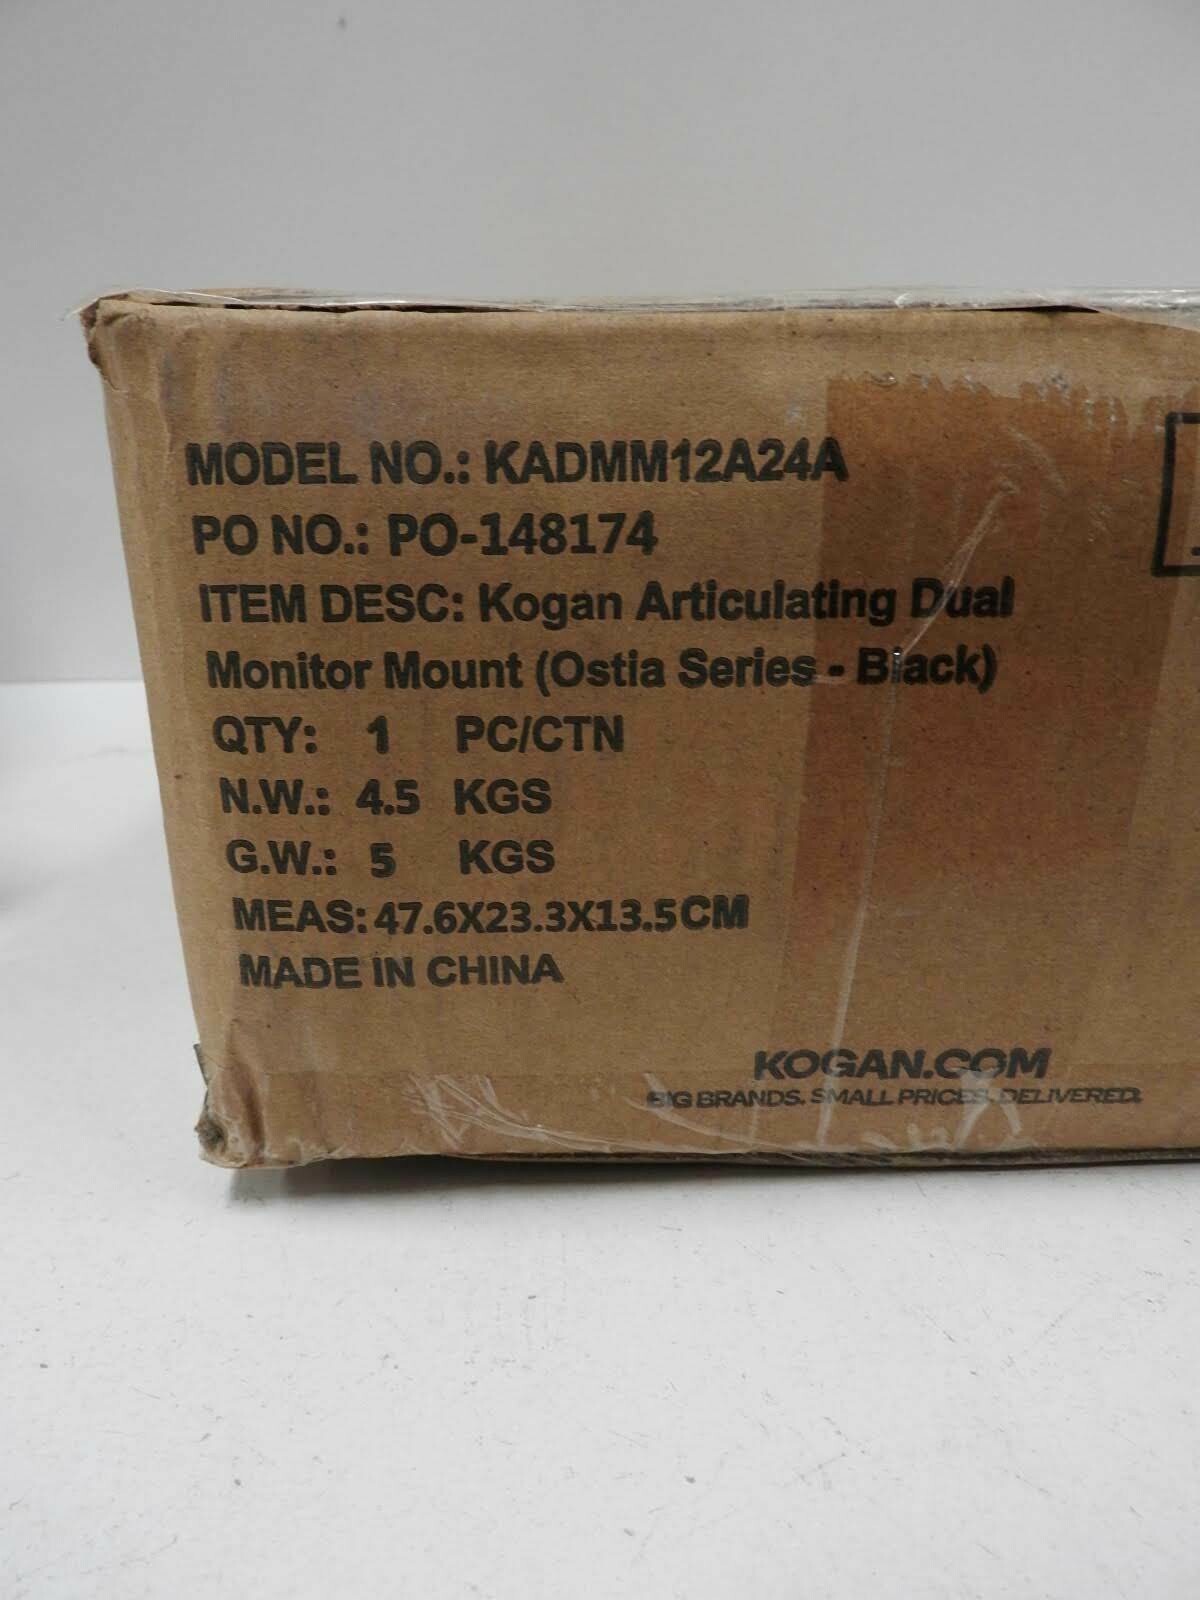 MODEL NO.: KADMM12A24A
PO NO.: PO-148174
ITEM DESC: Kogan Articulating Dual
Monitor Mount (Ostia Series - Black)
QTY: 1 PC/CTN
N.W.: 4.5 KGS
G.W.: 5 KGS
MEAS: 47.6X23.3X13.5CM
MADE IN CHINA
KOGAN.COM
BIG BRANDS. SMALL PRICES. DELIVERED.